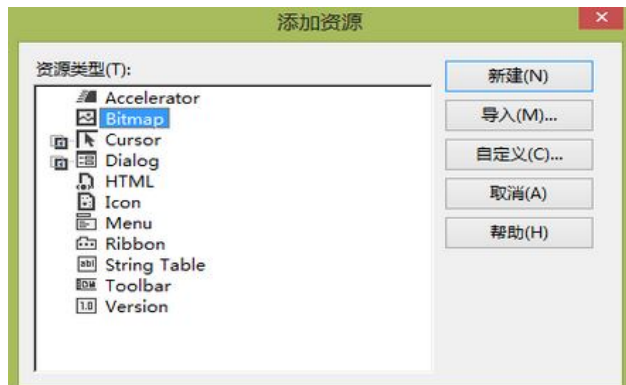 添加资源
资源类型(T):
Accelerator
Bitmap
Cursor
Dialog
HTML
Icon
Menu
Ribbon
String Table
Toolbar
Version
新建(N)
导入(M)...
自定义(C)...
取消(A)
帮助(H)